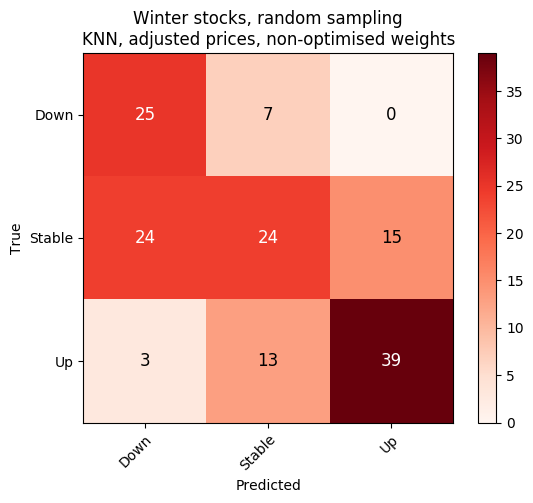 Winter stocks, random sampling
KNN, adjusted prices, non-optimised weights
Down 25 7 0
Stable 24 24 15
Up 3 13 39
Down Stable Up
Predicted
True
35
30
25
20
15
10
5
0